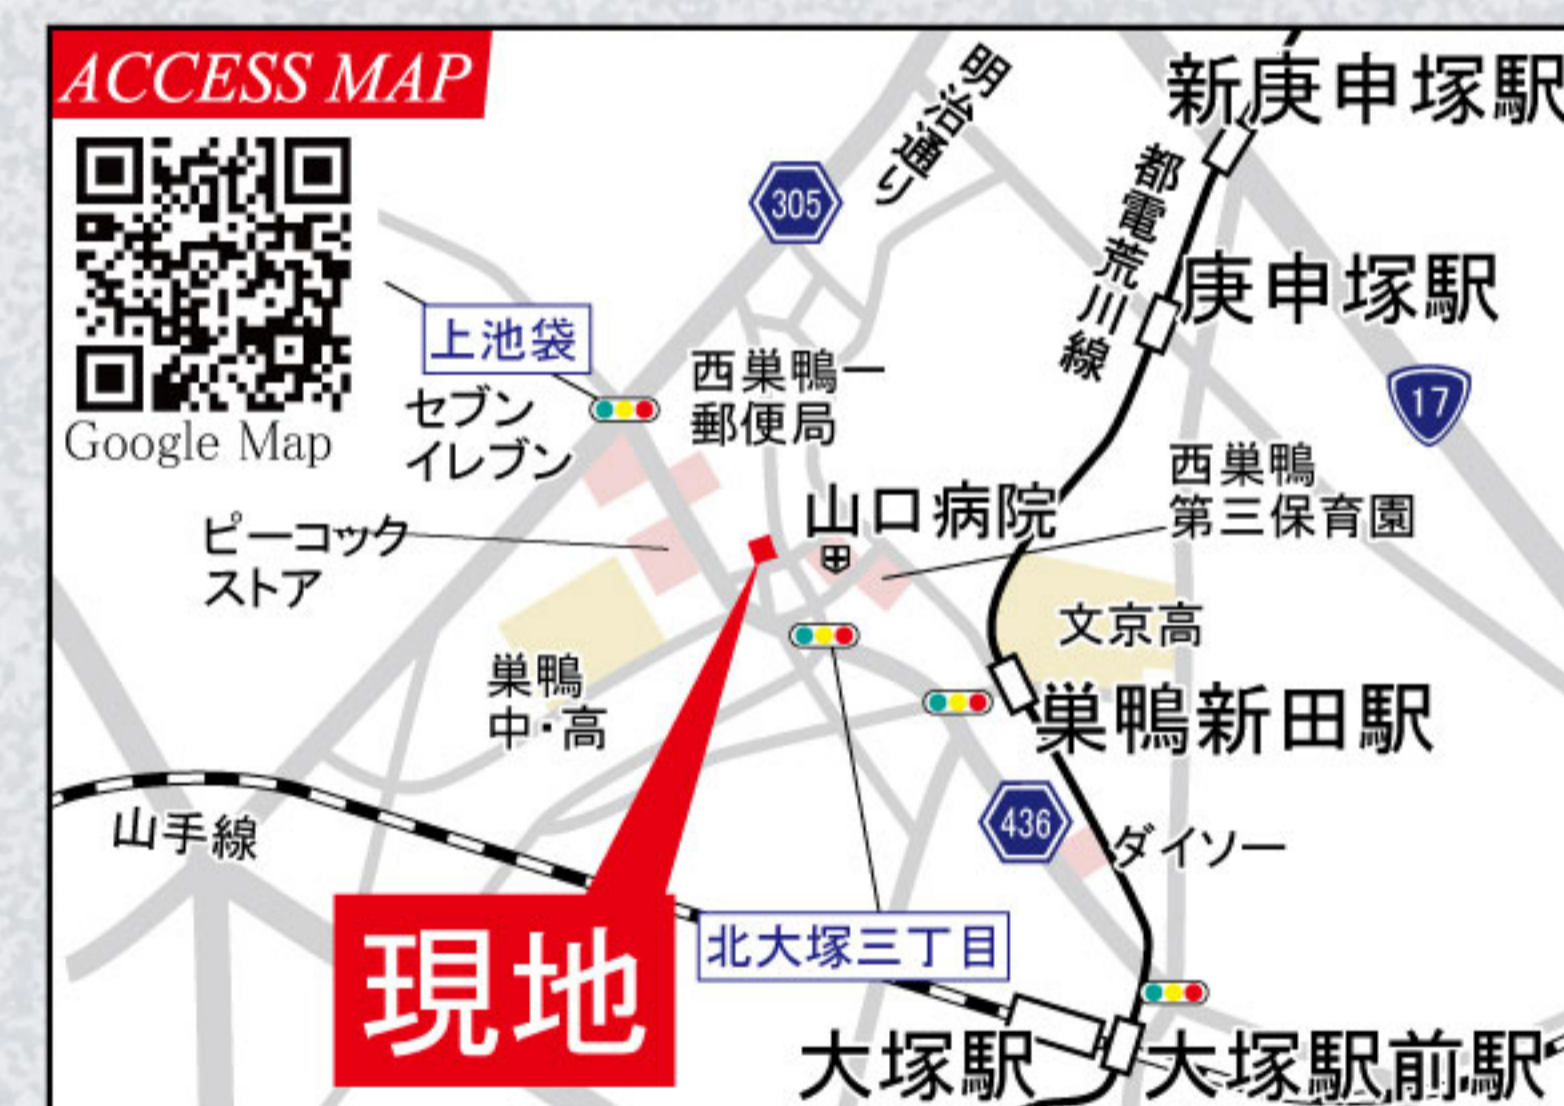 ACCESS MAP
Google Map
明治通り
新庚申塚駅
都電荒川線
305
庚申塚駅
上池袋
17
セブン
イレブン
西巣鴨一
郵便局
西巣鴨
第三保育園
山口病院
ピーコック
ストア
文京高
巣鴨
中・高
巣鴨新田駅
436
ダイソー
山手線
現地
北大塚三丁目
大塚駅
大塚駅前駅